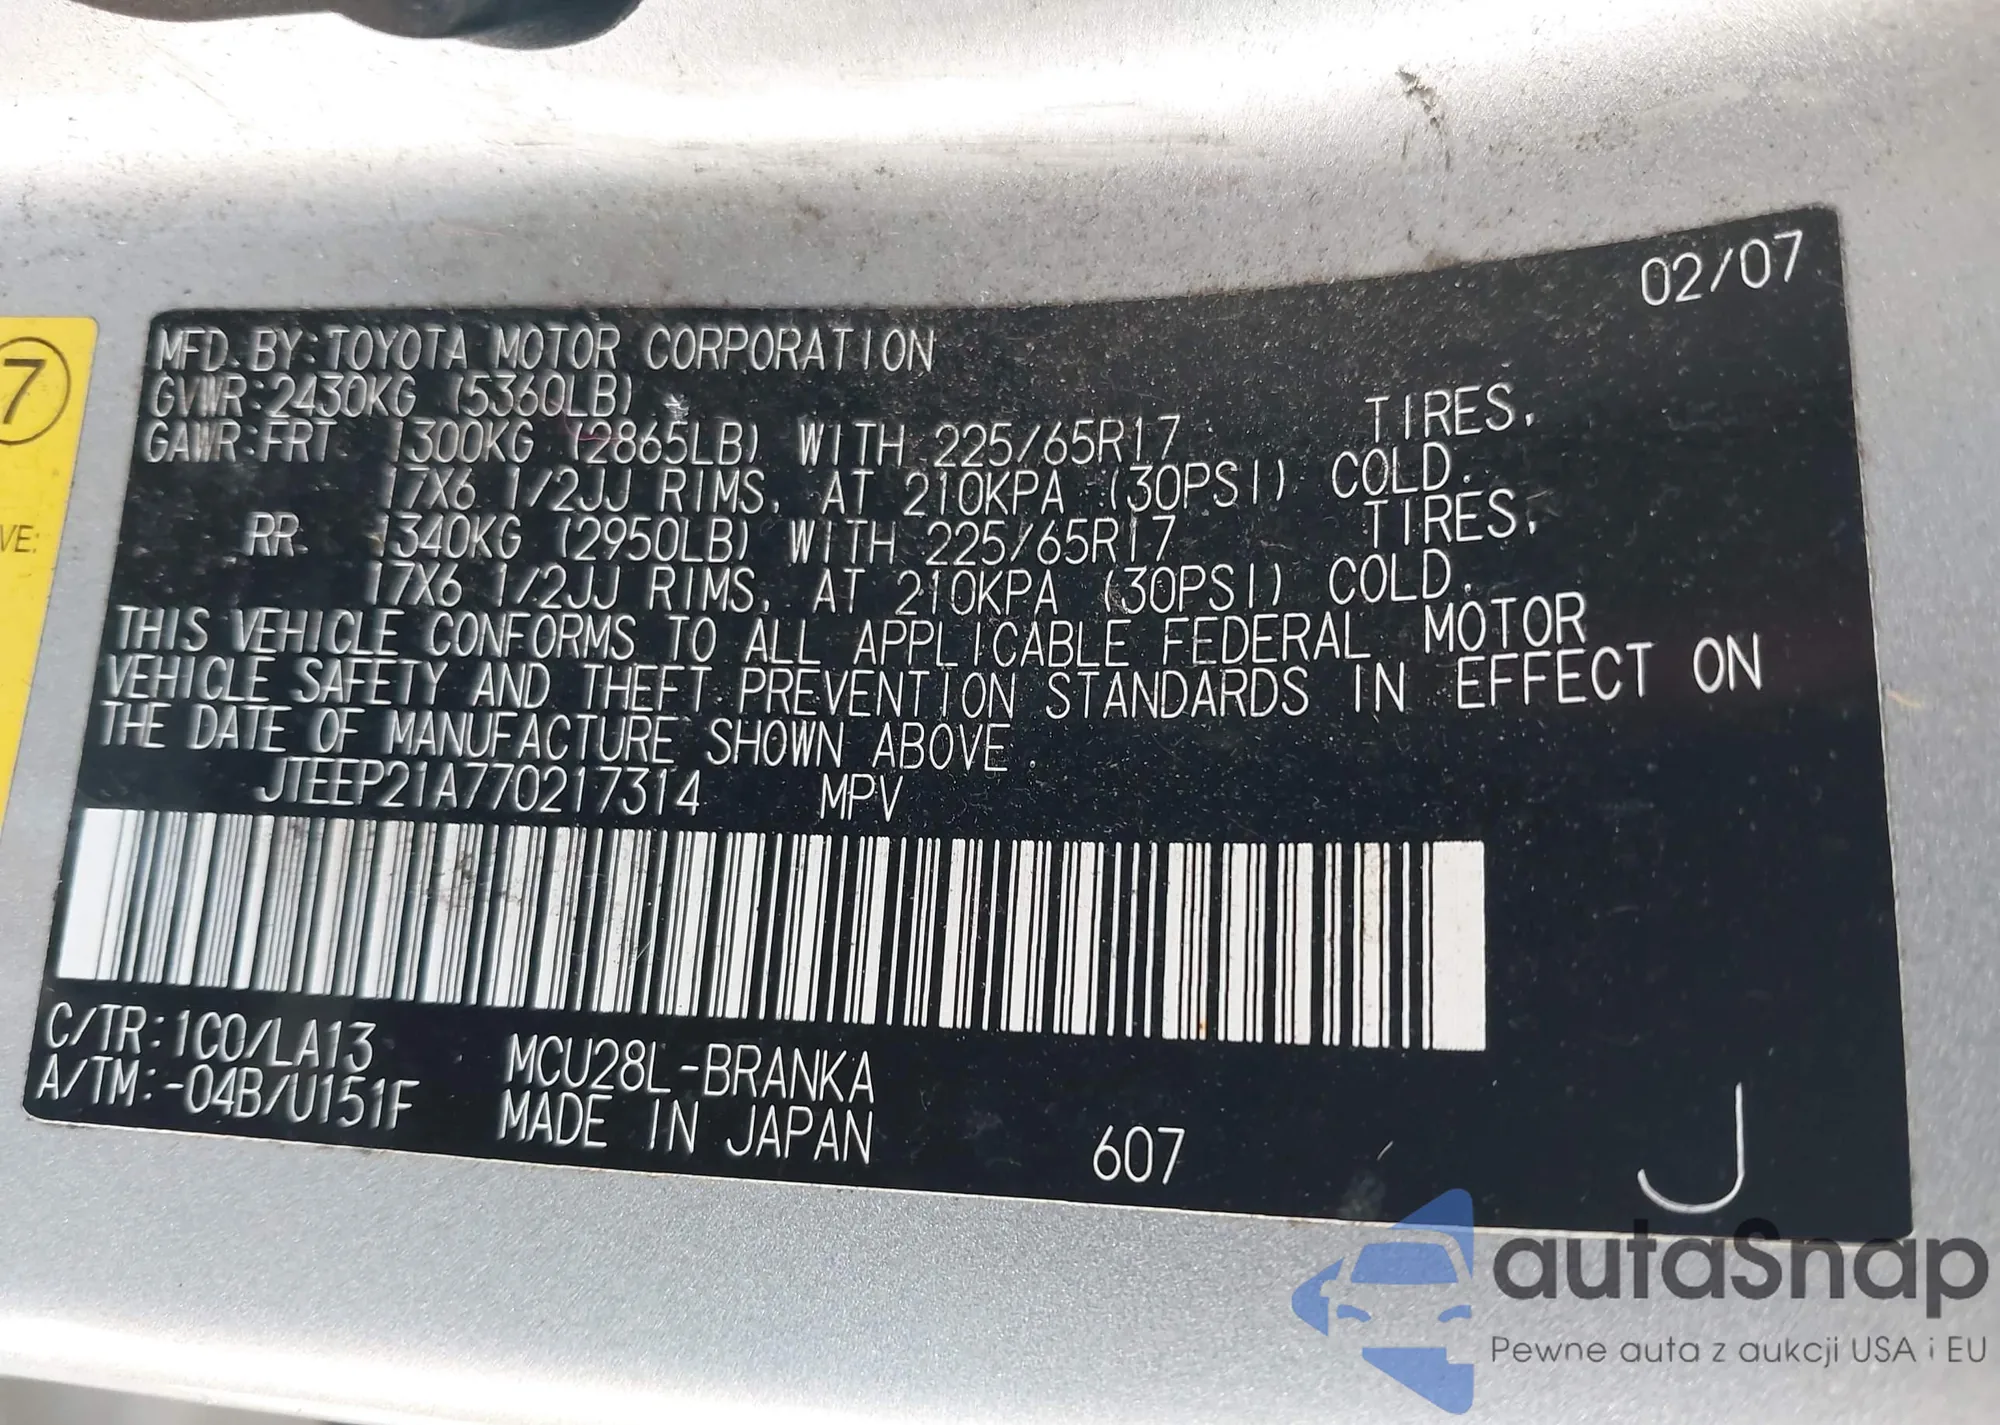 02/07
MFD. BY:TOYOTA MOTOR CORPORATION
GVWR:2430KG (5360LB)
GAWR:FRT. 1300KG (2865LB) WITH 225/65R17 TIRES.
17X6 1/2JJ RIMS, AT 210KPA (30PSI) COLD.
RR. 1340KG (2950LB) WITH 225/65R17 TIRES,
17X6 1/2JJ RIMS, AT 210KPA (30PSI) COLD.
THIS VEHICLE CONFORMS TO ALL APPLICABLE FEDERAL MOTOR
VEHICLE SAFETY AND THEFT PREVENTION STANDARDS IN EFFECT ON
THE DATE OF MANUFACTURE SHOWN ABOVE.
JTEEP21A770217314 MPV
C/TR:1C0/LA13 MCU28L-BRANKA
A/TM:-04B/U151F MADE IN JAPAN 607 J
7
VE:
autaSnap
Pewne auta z aukcji USA i EU